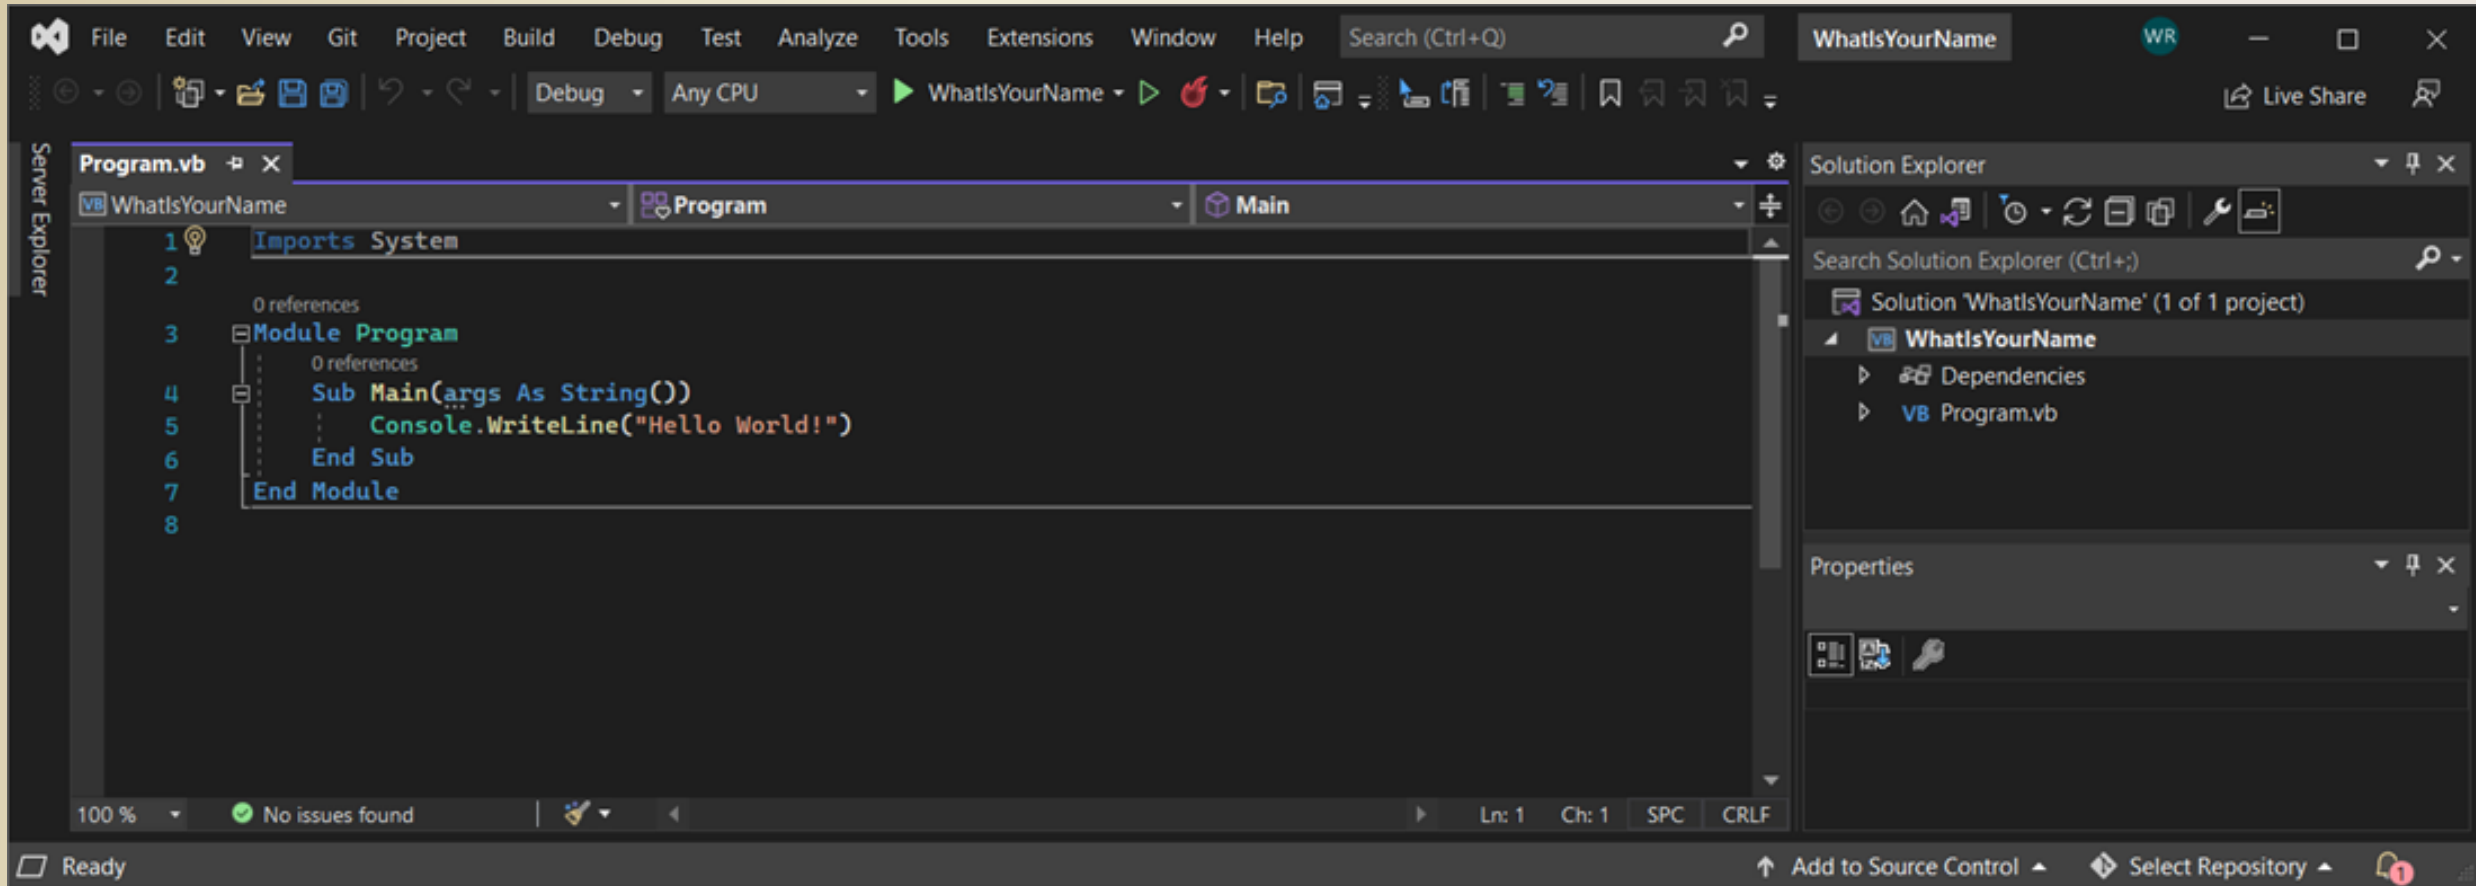 File Edit View Git Project Build Debug Test Analyze Tools Extensions Window Help Search (Ctrl+Q) WhatIsYourName WR
Debug Any CPU WhatIsYourName Live Share
Server Explorer
Program.vb
WhatIsYourName Program Main
1 Imports System
2
0 references
3 Module Program
0 references
4 Sub Main(args As String())
5 Console.WriteLine("Hello World!")
6 End Sub
7 End Module
8
100 % No issues found Ln: 1 Ch: 1 SPC CRLF
Solution Explorer
Search Solution Explorer (Ctrl+;)
Solution 'WhatIsYourName' (1 of 1 project)
VB WhatIsYourName
Dependencies
VB Program.vb
Properties
Ready Add to Source Control Select Repository 1